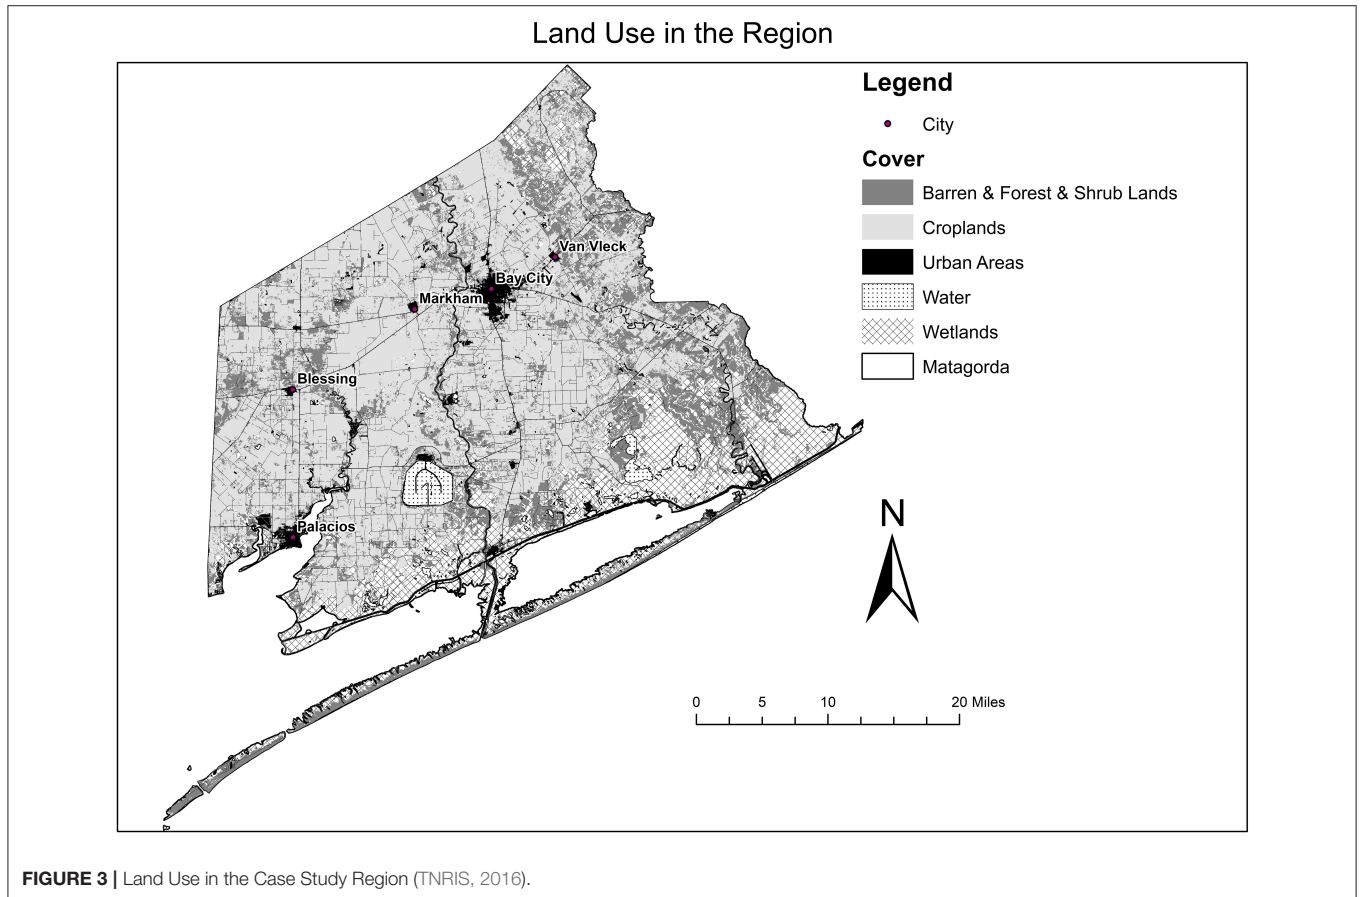 Land Use in the Region
Legend
City
Cover
Barren & Forest & Shrub Lands
Croplands
Urban Areas
Water
Wetlands
Matagorda
Van Vleck
Bay City
Markham
Blessing
Palacios
N
0 5 10 20 Miles
FIGURE 3 | Land Use in the Case Study Region (TNRIS, 2016).